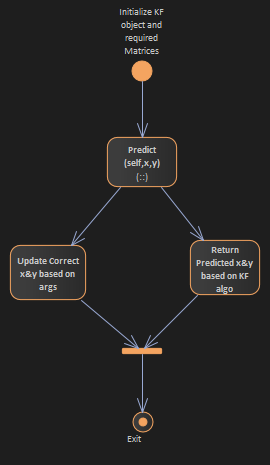 Initialize KF
object and
required
Matrices
Predict
(self,x,y)
{::}
Update Correct
x&y based on
args
Return
Predicted x&y
based on KF
algo
Exit